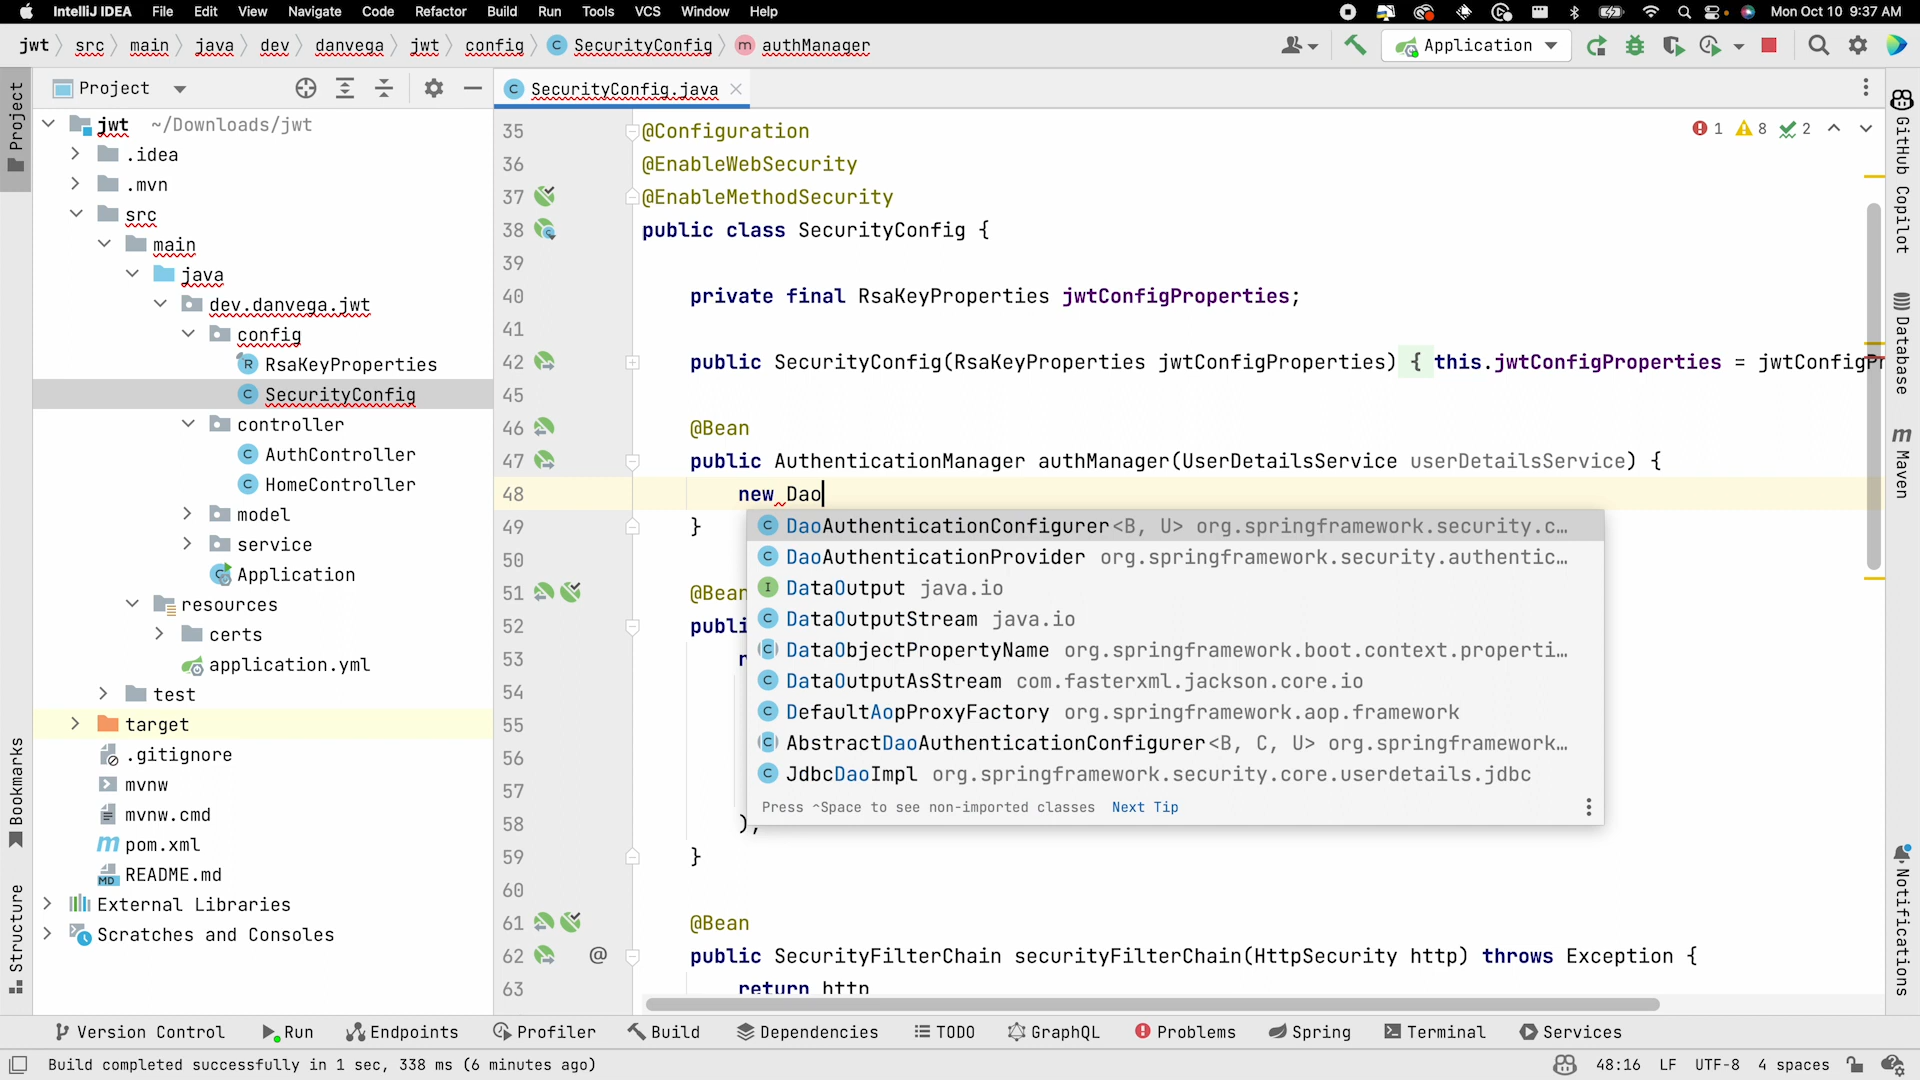 IntelliJ IDEA File Edit View Navigate Code Refactor Build Run Tools VCS Window Help Mon Oct 10 9:37 AM
jwt src main java dev danvega jwt config SecurityConfig authManager Application
Project
SecurityConfig.java
Project
jwt ~/Downloads/jwt
.idea
.mvn
src
main
java
dev.danvega.jwt
config
RsaKeyProperties
SecurityConfig
controller
AuthController
HomeController
model
service
Application
resources
certs
application.yml
test
target
.gitignore
mvnw
mvnw.cmd
pom.xml
README.md
External Libraries
Scratches and Consoles
Bookmarks
Structure
1 8 2
35 @Configuration
36 @EnableWebSecurity
37 @EnableMethodSecurity
38 public class SecurityConfig {
39
40 private final RsaKeyProperties jwtConfigProperties;
41
42 public SecurityConfig(RsaKeyProperties jwtConfigProperties) { this.jwtConfigProperties = jwtConfigPr
45
46 @Bean
47 public AuthenticationManager authManager(UserDetailsService userDetailsService) {
48 new Dao
49 }
50
51 @Bean
52 publi
53
54
55
56
57
58 );
59 }
60
61 @Bean
62 @ public SecurityFilterChain securityFilterChain(HttpSecurity http) throws Exception {
63 return http
DaoAuthenticationConfigurer<B, U> org.springframework.security.c…
DaoAuthenticationProvider org.springframework.security.authentic…
DataOutput java.io
DataOutputStream java.io
DataObjectPropertyName org.springframework.boot.context.properti…
DataOutputAsStream com.fasterxml.jackson.core.io
DefaultAopProxyFactory org.springframework.aop.framework
AbstractDaoAuthenticationConfigurer<B, C, U> org.springframework…
JdbcDaoImpl org.springframework.security.core.userdetails.jdbc
Press ^Space to see non-imported classes Next Tip
GitHub Copilot
Database
Maven
Notifications
Version Control Run Endpoints Profiler Build Dependencies TODO GraphQL Problems Spring Terminal Services
Build completed successfully in 1 sec, 338 ms (6 minutes ago) 48:16 LF UTF-8 4 spaces